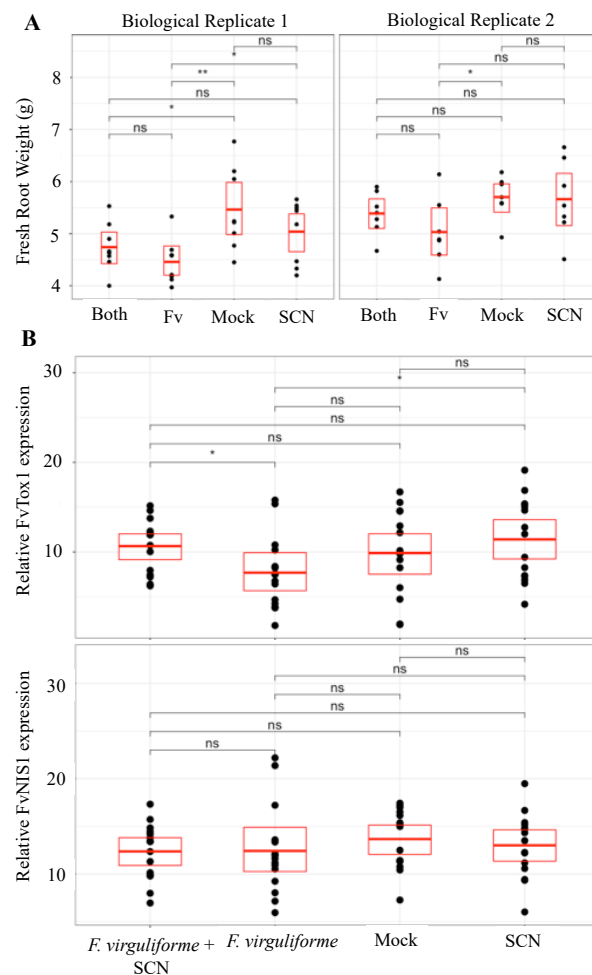 A
Biological Replicate 1
Biological Replicate 2
Fresh Root Weight (g)
8
7
6
5
4
ns
*
**
ns
*
ns
ns
ns
*
ns
ns
ns
Both
Fv
Mock
SCN
Both
Fv
Mock
SCN
B
Relative FvTox1 expression
30
20
10
ns
*
ns
ns
ns
*
Relative FvNIS1 expression
30
20
10
ns
ns
ns
ns
ns
ns
F. virguliforme +
SCN
F. virguliforme
Mock
SCN